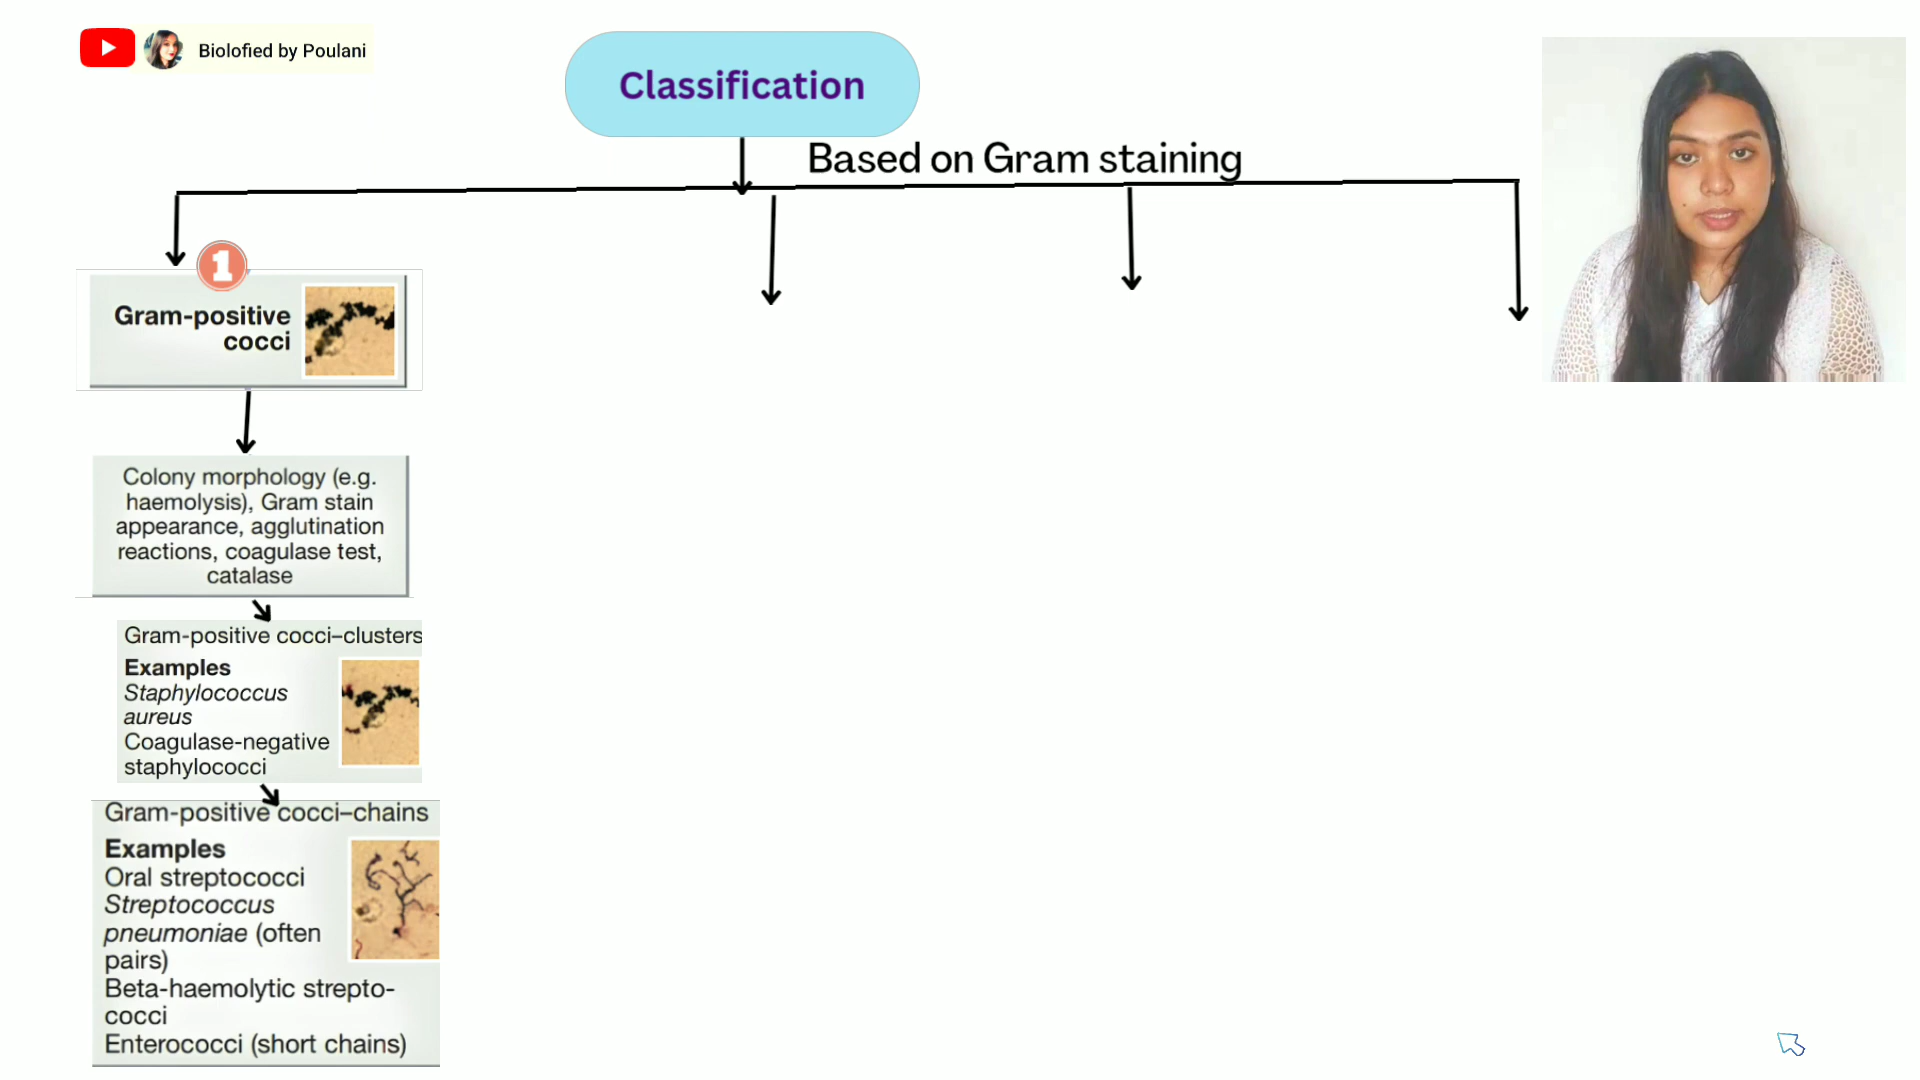 Biolofied by Poulani
Classification
Based on Gram staining
1
Gram-positive
cocci
Colony morphology (e.g.
haemolysis), Gram stain
appearance, agglutination
reactions, coagulase test,
catalase
Gram-positive cocci–clusters
Examples
Staphylococcus
aureus
Coagulase-negative
staphylococci
Gram-positive cocci–chains
Examples
Oral streptococci
Streptococcus
pneumoniae (often
pairs)
Beta-haemolytic strepto-
cocci
Enterococci (short chains)